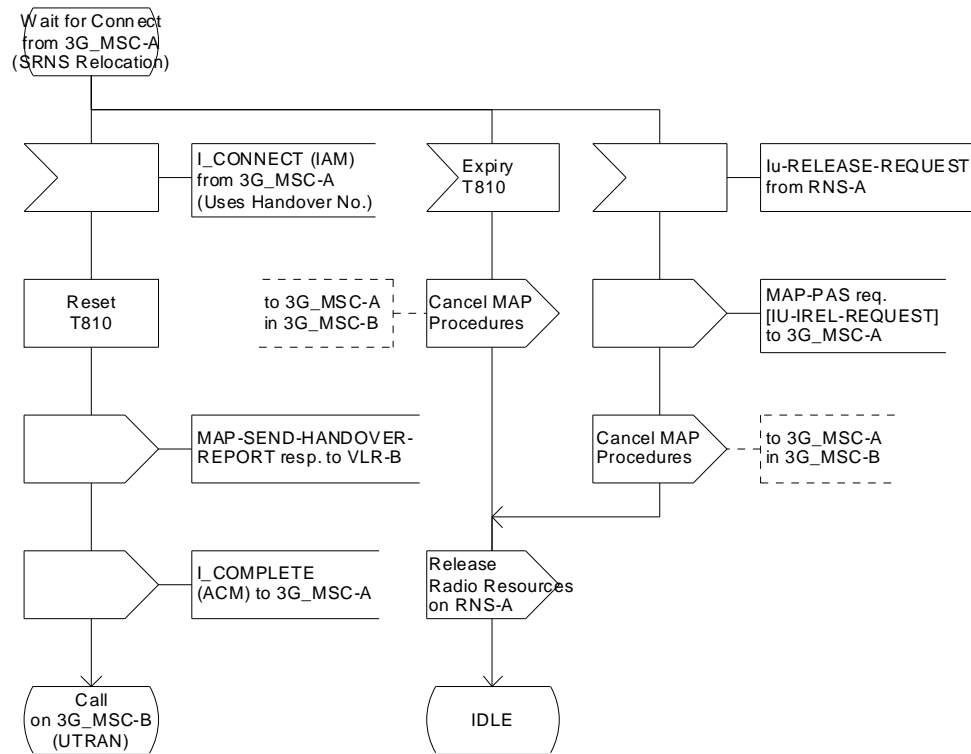 Wait for Connect
from 3G_MSC-A
(SRNS Relocation)
I_CONNECT (IAM)
from 3G_MSC-A
(Uses Handover No.)
Expiry
T810
Iu-RELEASE-REQUEST
from RNS-A
Reset
T810
to 3G_MSC-A
in 3G_MSC-B
Cancel MAP
Procedures
MAP-PAS req.
[IU-IREL-REQUEST]
to 3G_MSC-A
MAP-SEND-HANDOVER-
REPORT resp. to VLR-B
Cancel MAP
Procedures
to 3G_MSC-A
in 3G_MSC-B
I_COMPLETE
(ACM) to 3G_MSC-A
Release
Radio Resources
on RNS-A
Call
on 3G_MSC-B
(UTRAN)
IDLE